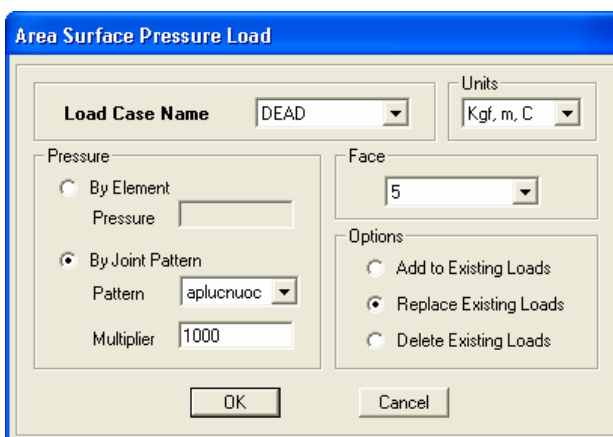 Area Surface Pressure Load
Units
Load Case Name DEAD Kgf, m, C
Pressure
By Element
Pressure
By Joint Pattern
Pattern aplucnuoc
Multiplier 1000
Face
5
Options
Add to Existing Loads
Replace Existing Loads
Delete Existing Loads
OK Cancel